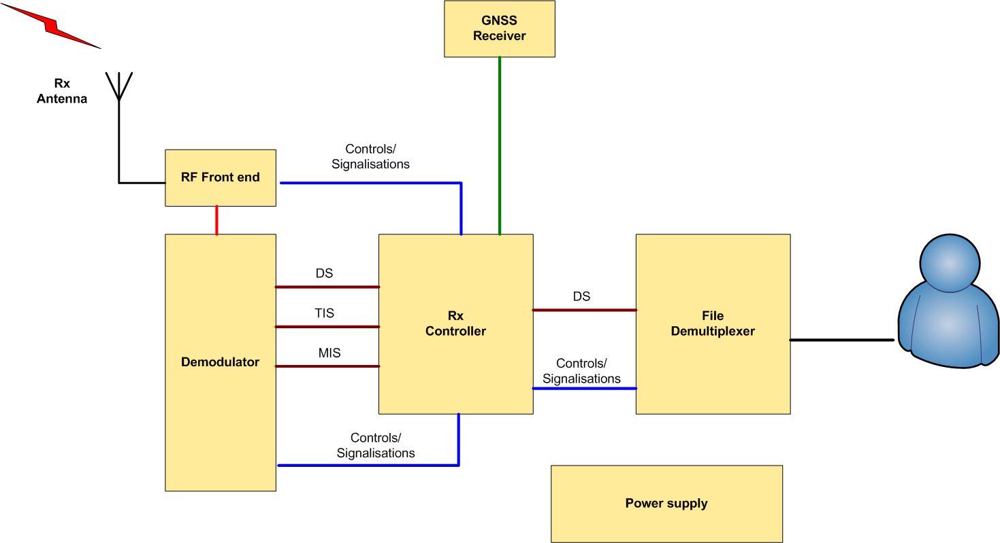 GNSS
Receiver
Rx
Antenna
Controls/
Signalisations
RF Front end
DS
TIS
MIS
Demodulator
Rx
Controller
DS
Controls/
Signalisations
File
Demultiplexer
Controls/
Signalisations
Power supply